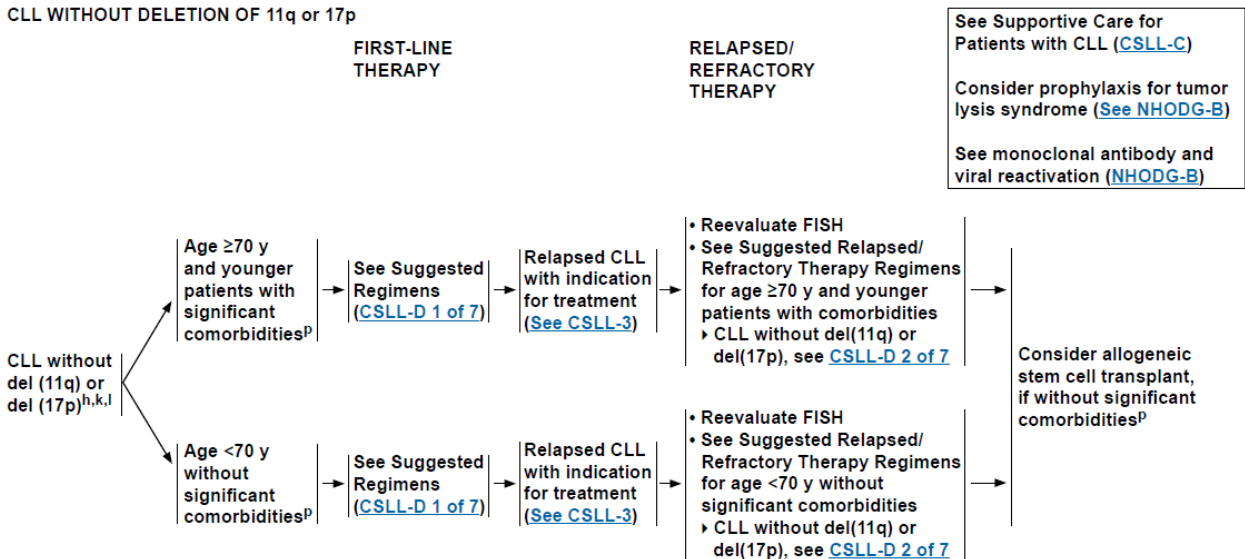 CLL WITHOUT DELETION OF 11q or 17p
FIRST-LINE
THERAPY
RELAPSED/
REFRACTORY
THERAPY
See Supportive Care for
Patients with CLL (CSLL-C)
Consider prophylaxis for tumor
lysis syndrome (See NHODG-B)
See monoclonal antibody and
viral reactivation (NHODG-B)
CLL without
del (11q) or
del (17p)h,k,l
Age ≥70 y
and younger
patients with
significant
comorbiditiesp
See Suggested
Regimens
(CSLL-D 1 of 7)
Relapsed CLL
with indication
for treatment
(See CSLL-3)
• Reevaluate FISH
• See Suggested Relapsed/
Refractory Therapy Regimens
for age ≥70 y and younger
patients with comorbidities
‣ CLL without del(11q) or
del(17p), see CSLL-D 2 of 7
Age <70 y
without
significant
comorbiditiesp
See Suggested
Regimens
(CSLL-D 1 of 7)
Relapsed CLL
with indication
for treatment
(See CSLL-3)
• Reevaluate FISH
• See Suggested Relapsed/
Refractory Therapy Regimens
for age <70 y without
significant comorbidities
‣ CLL without del(11q) or
del(17p), see CSLL-D 2 of 7
Consider allogeneic
stem cell transplant,
if without significant
comorbiditiesp